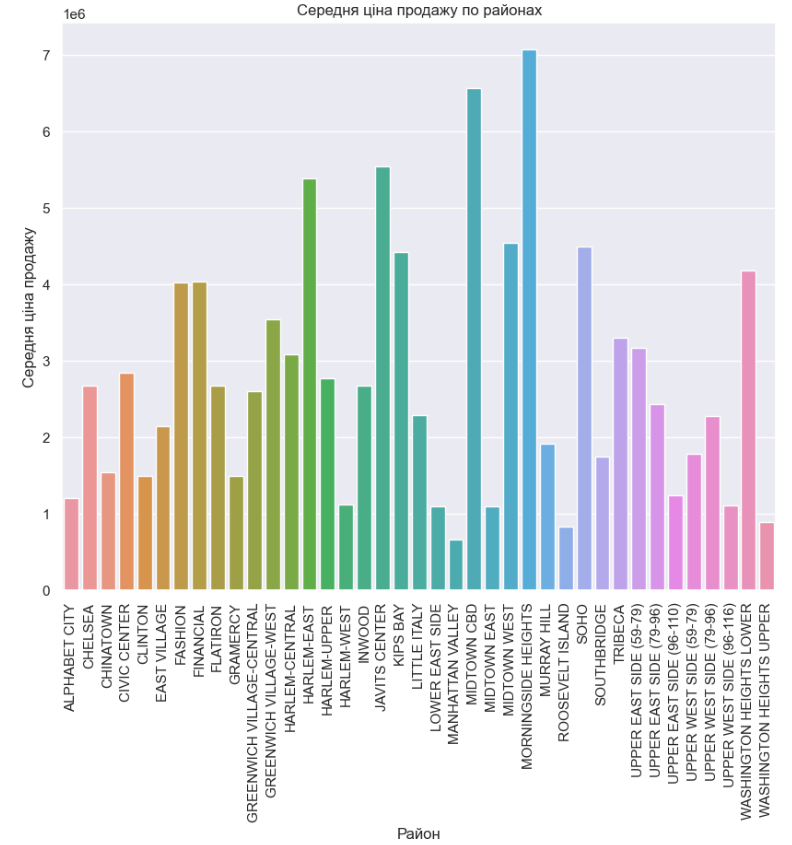 Середня ціна продажу по районах
1e6
7
6
5
4
3
2
1
0
Середня ціна продажу
ALPHABET CITY
CHELSEA
CHINATOWN
CIVIC CENTER
CLINTON
EAST VILLAGE
FASHION
FINANCIAL
FLATIRON
GRAMERCY
GREENWICH VILLAGE-CENTRAL
GREENWICH VILLAGE-WEST
HARLEM-CENTRAL
HARLEM-EAST
HARLEM-UPPER
HARLEM-WEST
INWOOD
JAVITS CENTER
KIPS BAY
LITTLE ITALY
LOWER EAST SIDE
MANHATTAN VALLEY
MIDTOWN CBD
MIDTOWN EAST
MIDTOWN WEST
MORNINGSIDE HEIGHTS
MURRAY HILL
ROOSEVELT ISLAND
SOHO
SOUTHBRIDGE
TRIBECA
UPPER EAST SIDE (59-79)
UPPER EAST SIDE (79-96)
UPPER EAST SIDE (96-110)
UPPER WEST SIDE (59-79)
UPPER WEST SIDE (79-96)
UPPER WEST SIDE (96-116)
WASHINGTON HEIGHTS LOWER
WASHINGTON HEIGHTS UPPER
Район